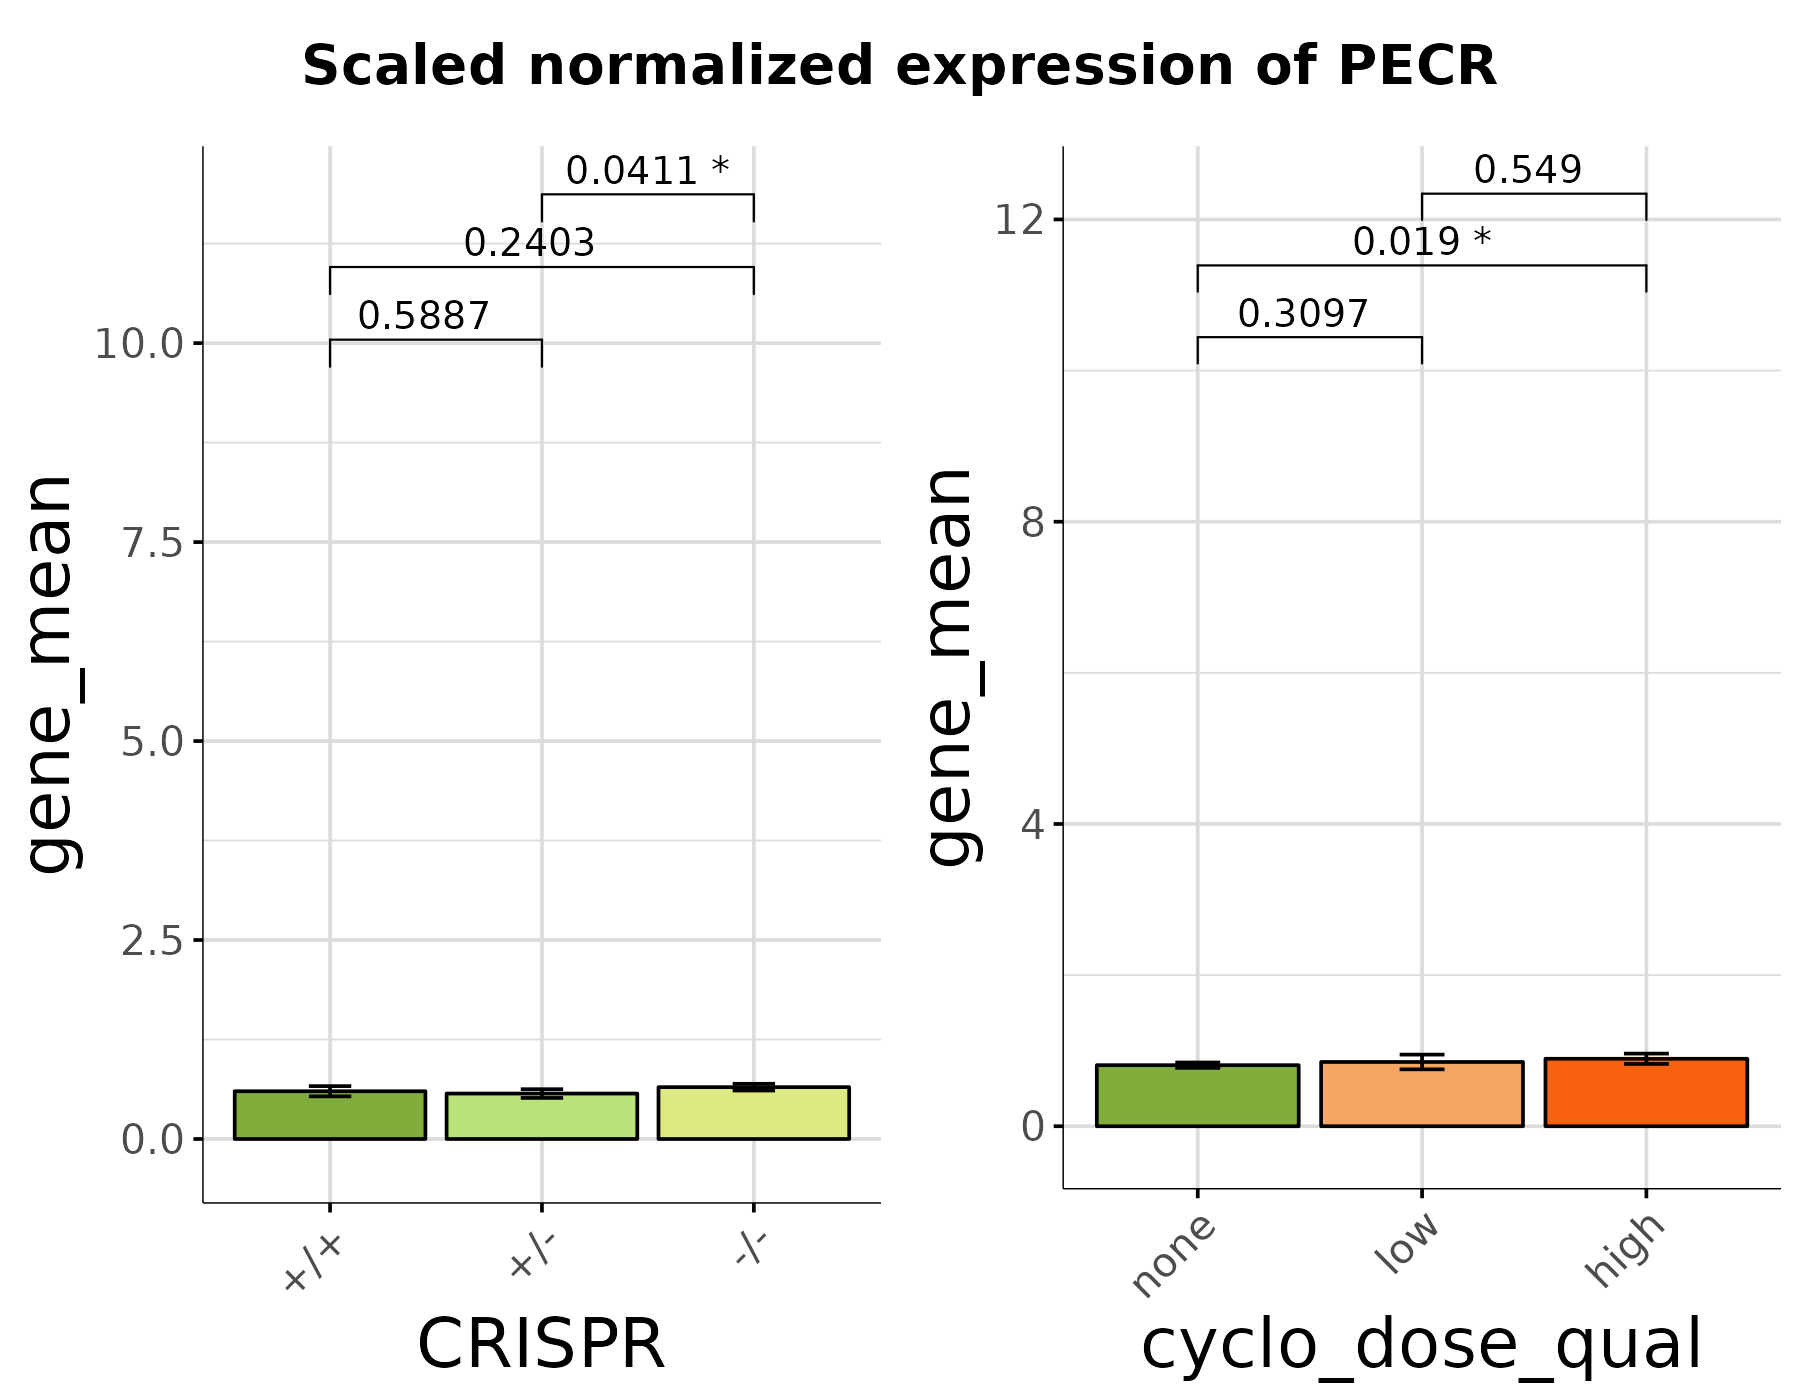 Scaled normalized expression of PECR
gene_mean
0.0411 *
0.2403
0.5887
10.0
7.5
5.0
2.5
0.0
+/+
+/-
-/-
CRISPR
gene_mean
0.549
0.019 *
0.3097
12
8
4
0
none
low
high
cyclo_dose_qual